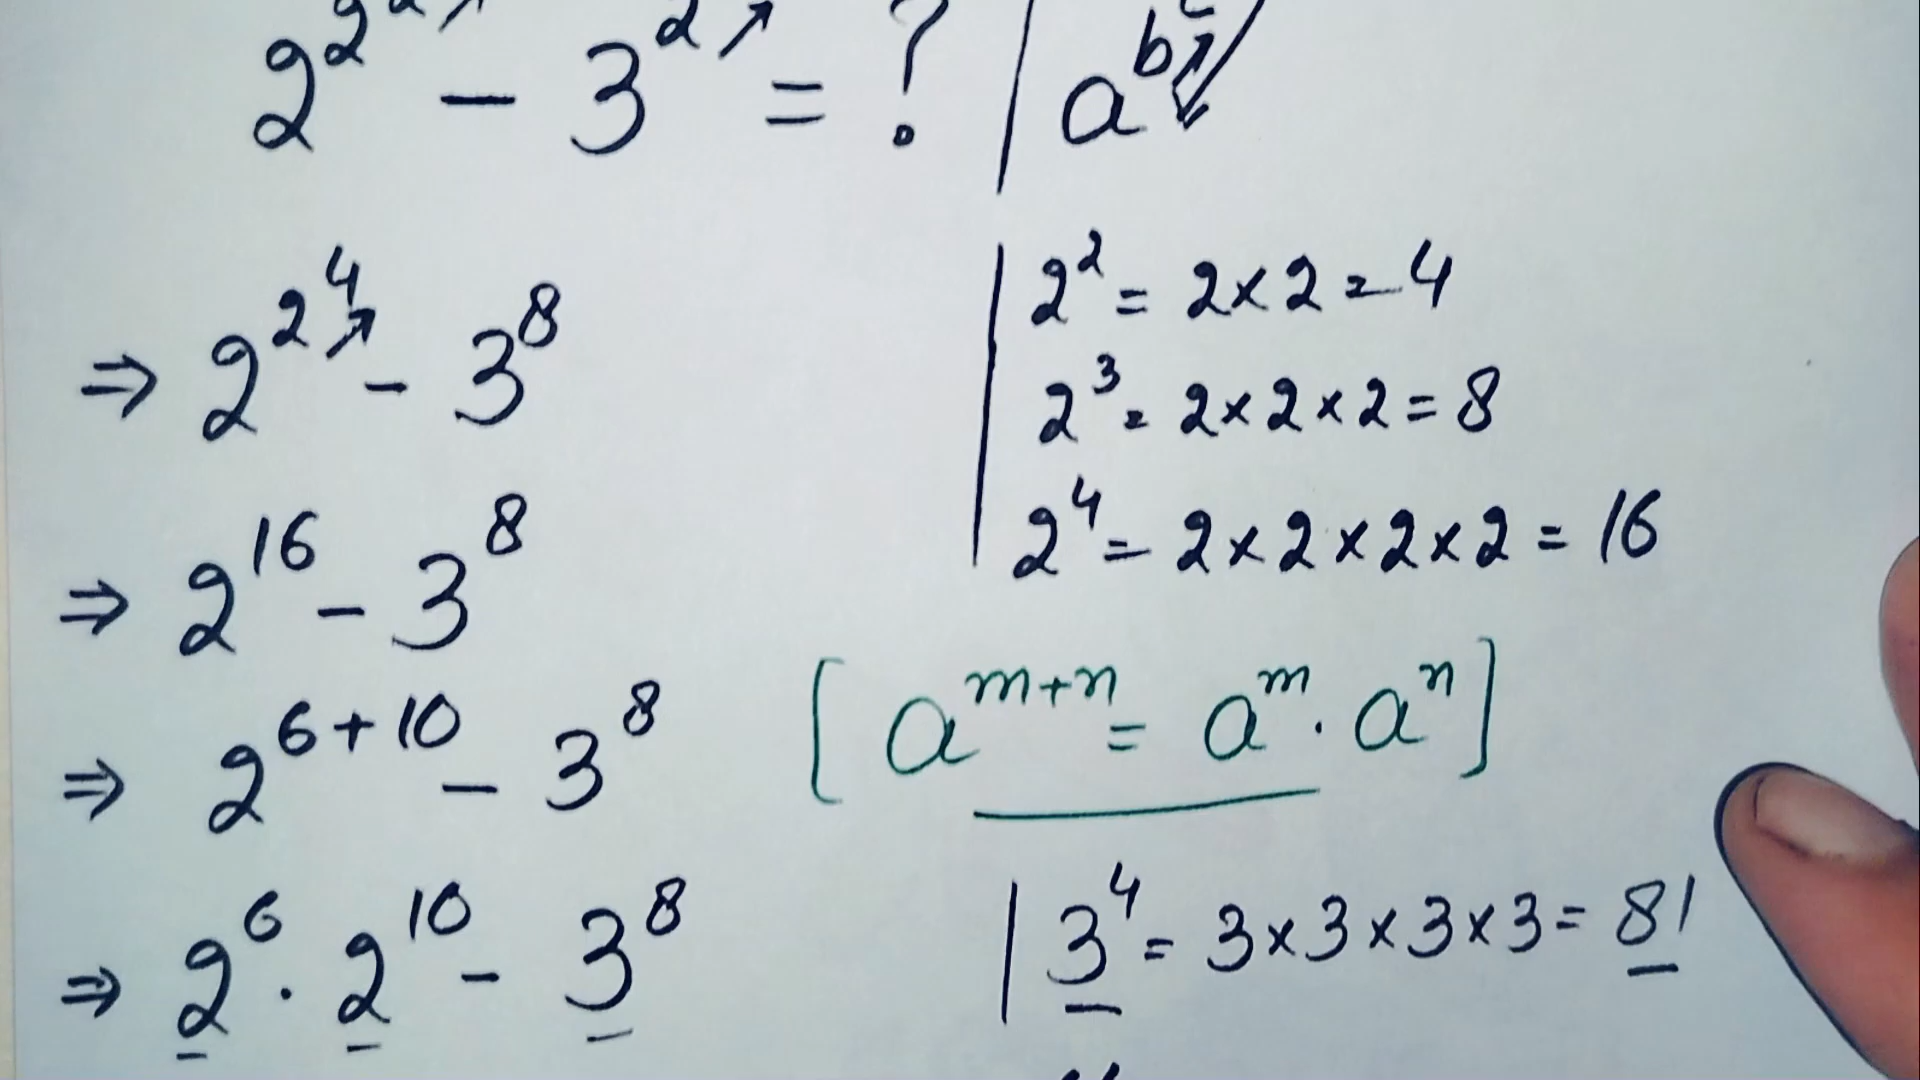 2^2^2 - 3^2 = ? | a^b
⇒ 2^2^4 - 3^8
2^2 = 2×2 = 4
2^3 = 2×2×2 = 8
⇒ 2^16 - 3^8
2^4 = 2×2×2×2 = 16
⇒ 2^6+10 - 3^8 [a^m+n = a^m · a^n]
⇒ 2^6 · 2^10 - 3^8
3^4 = 3×3×3×3 = 81